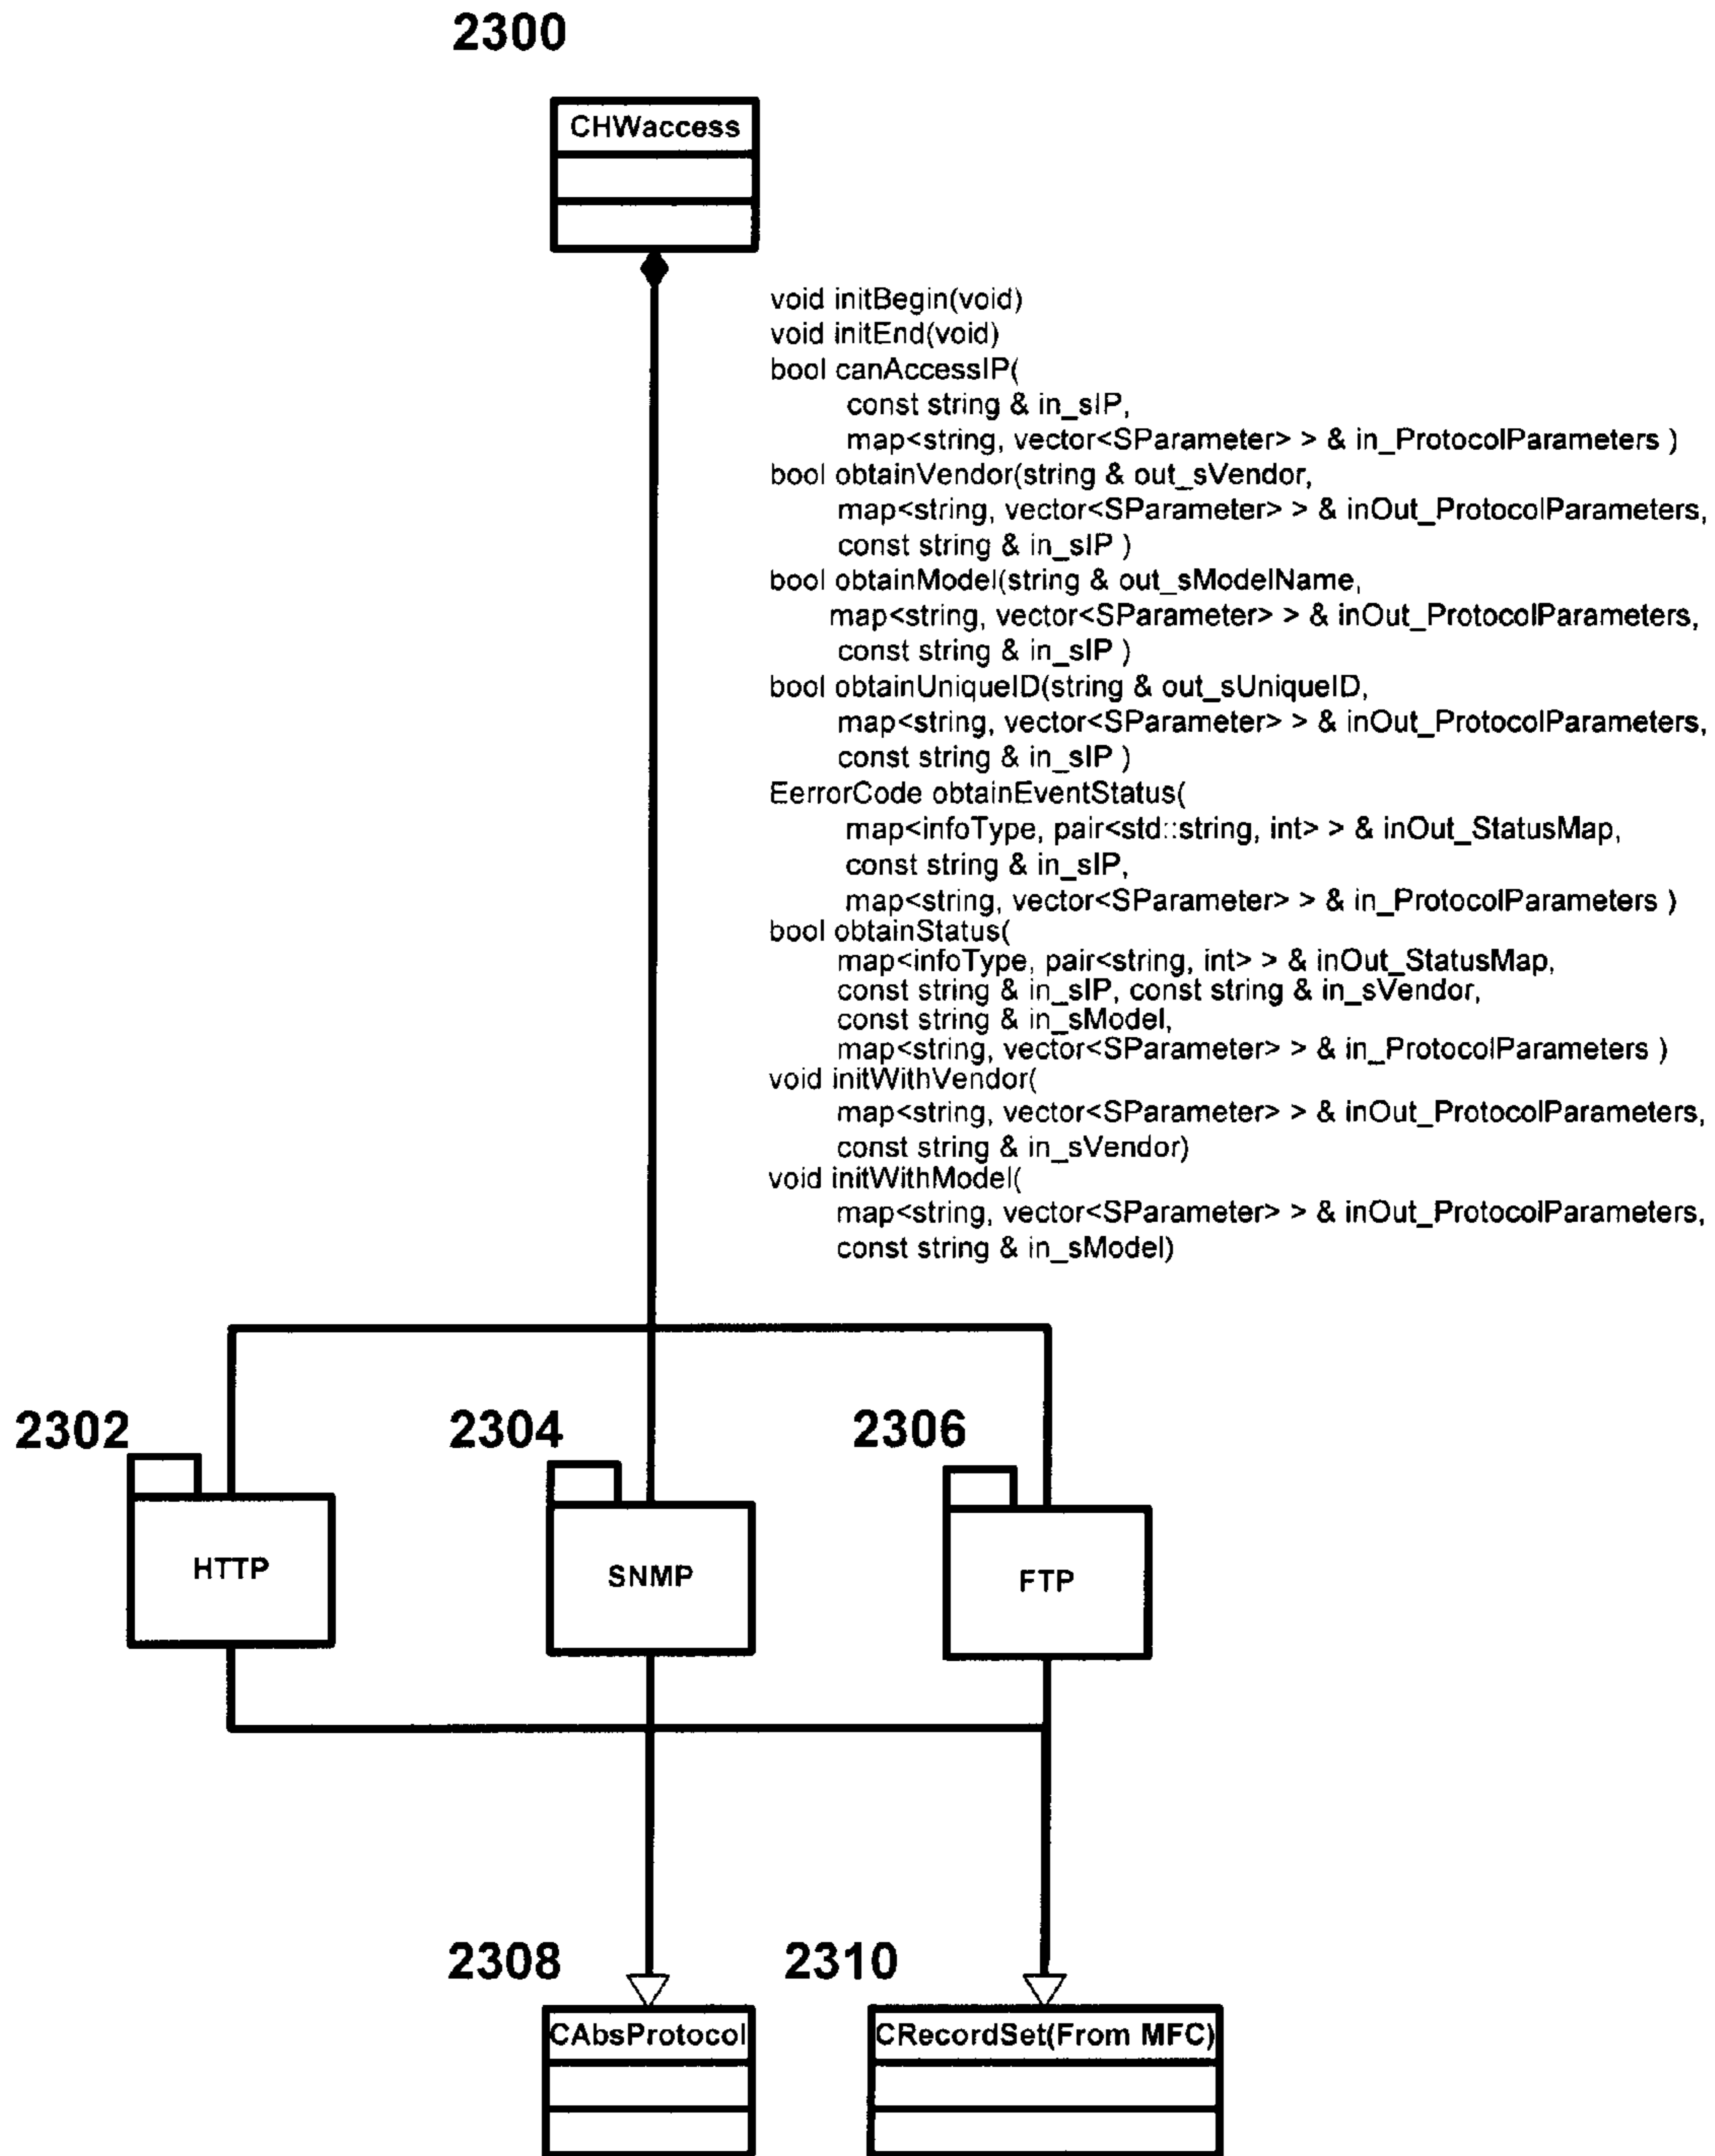 2300
CHWaccess
void initBegin(void)
void initEnd(void)
bool canAccessIP(
const string & in_sIP,
map<string, vector<SParameter> > & in_ProtocolParameters )
bool obtainVendor(string & out_sVendor,
map<string, vector<SParameter> > & inOut_ProtocolParameters,
const string & in_sIP )
bool obtainModel(string & out_sModelName,
map<string, vector<SParameter> > & inOut_ProtocolParameters,
const string & in_sIP )
bool obtainUniqueID(string & out_sUniqueID,
map<string, vector<SParameter> > & inOut_ProtocolParameters,
const string & in_sIP )
EerrorCode obtainEventStatus(
map<infoType, pair<std::string, int> > & inOut_StatusMap,
const string & in_sIP,
map<string, vector<SParameter> > & in_ProtocolParameters )
bool obtainStatus(
map<infoType, pair<string, int> > & inOut_StatusMap,
const string & in_sIP, const string & in_sVendor,
const string & in_sModel,
map<string, vector<SParameter> > & in_ProtocolParameters )
void initWithVendor(
map<string, vector<SParameter> > & inOut_ProtocolParameters,
const string & in_sVendor)
void initWithModel(
map<string, vector<SParameter> > & inOut_ProtocolParameters,
const string & in_sModel)
2302
2304
2306
HTTP
SNMP
FTP
2308
2310
CAbsProtocol
CRecordSet(From MFC)